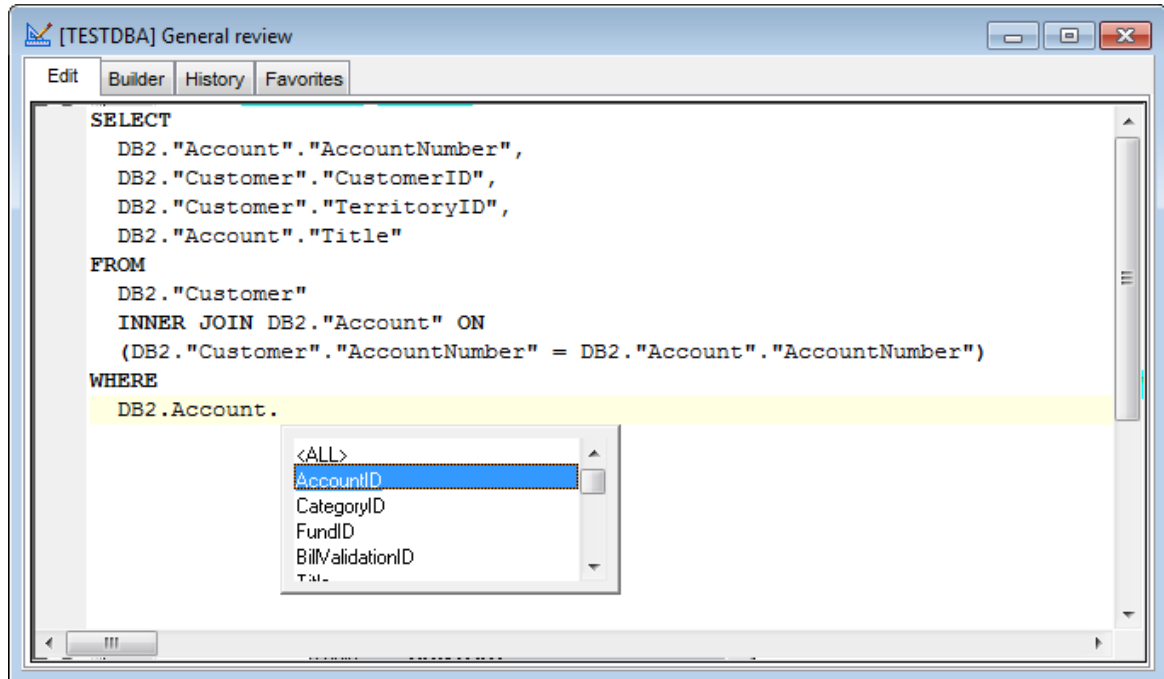 [TESTDBA] General review
Edit Builder History Favorites
SELECT
DB2."Account"."AccountNumber",
DB2."Customer"."CustomerID",
DB2."Customer"."TerritoryID",
DB2."Account"."Title"
FROM
DB2."Customer"
INNER JOIN DB2."Account" ON
(DB2."Customer"."AccountNumber" = DB2."Account"."AccountNumber")
WHERE
DB2.Account.
<ALL>
AccountID
CategoryID
FundID
BillValidationID
Title